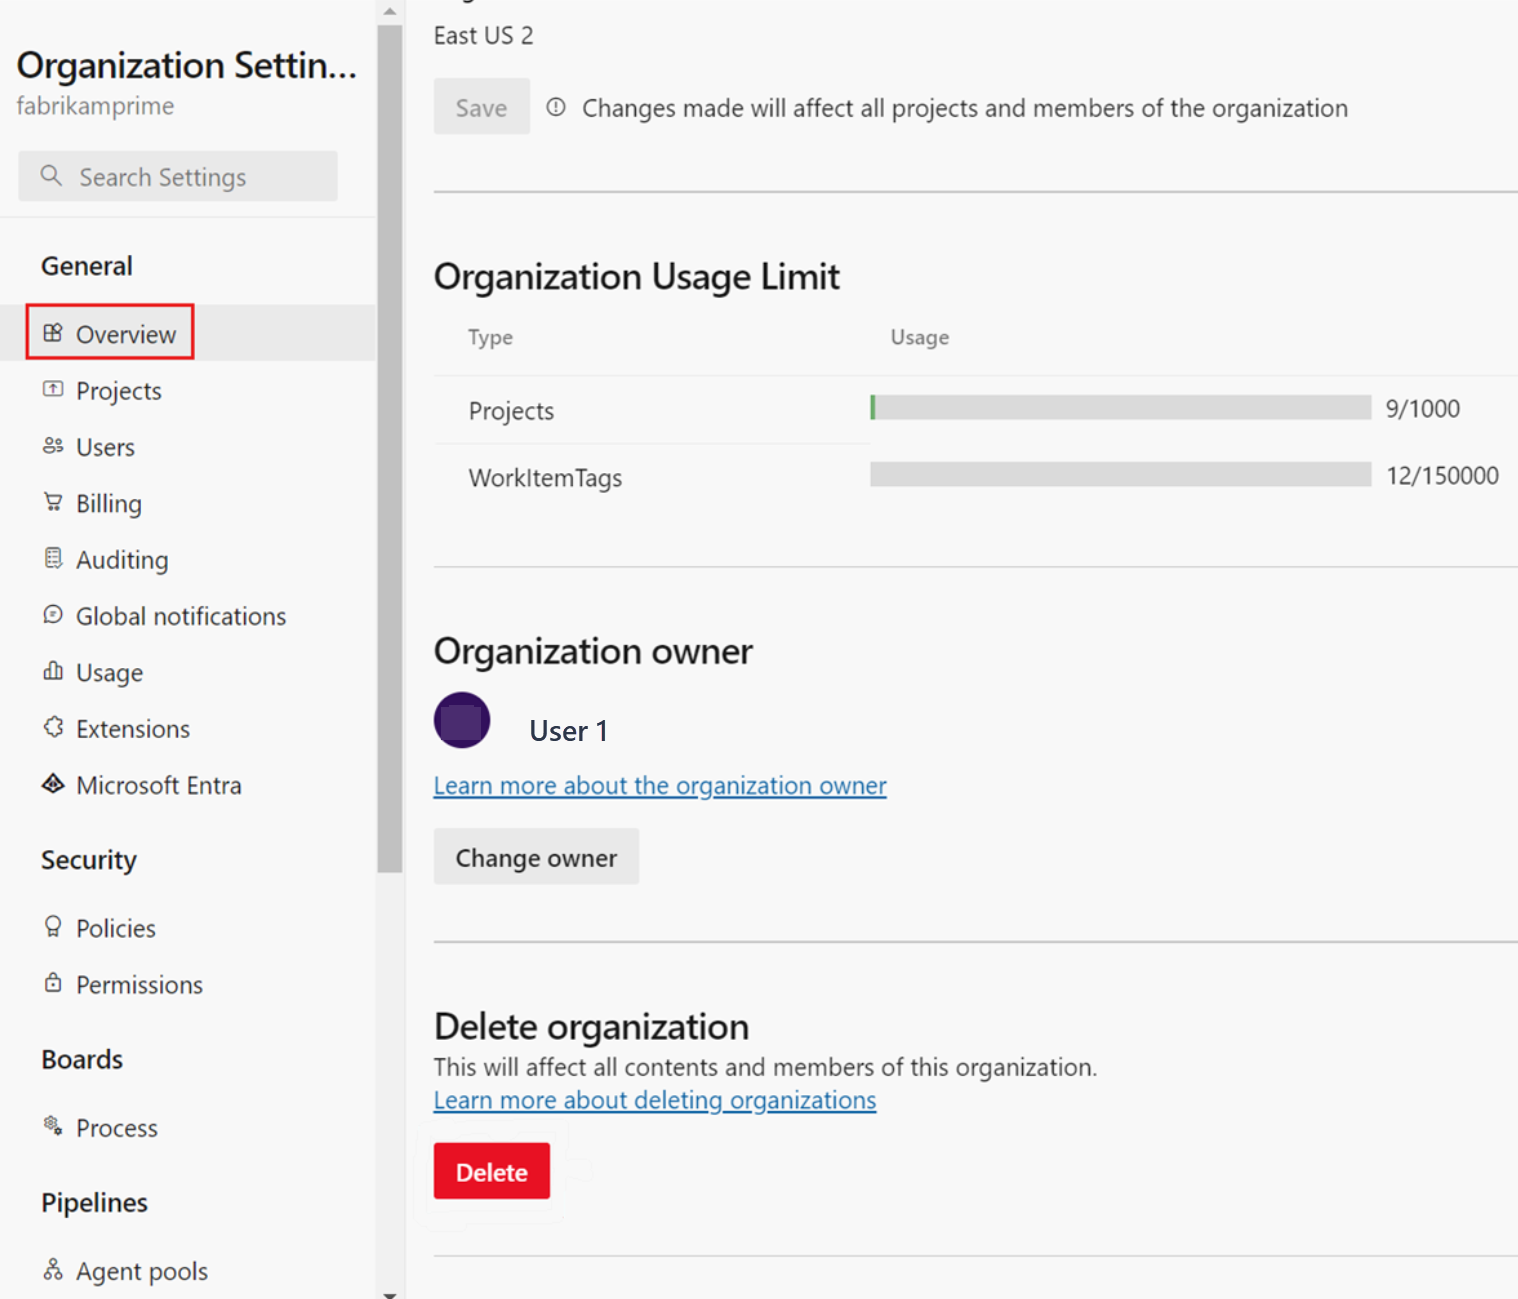 Organization Settin...
fabrikamprime
Search Settings
General
Overview
Projects
Users
Billing
Auditing
Global notifications
Usage
Extensions
Microsoft Entra
Security
Policies
Permissions
Boards
Process
Pipelines
Agent pools
East US 2
Save Changes made will affect all projects and members of the organization
Organization Usage Limit
Type Usage
Projects 9/1000
WorkItemTags 12/150000
Organization owner
User 1
Learn more about the organization owner
Change owner
Delete organization
This will affect all contents and members of this organization.
Learn more about deleting organizations
Delete